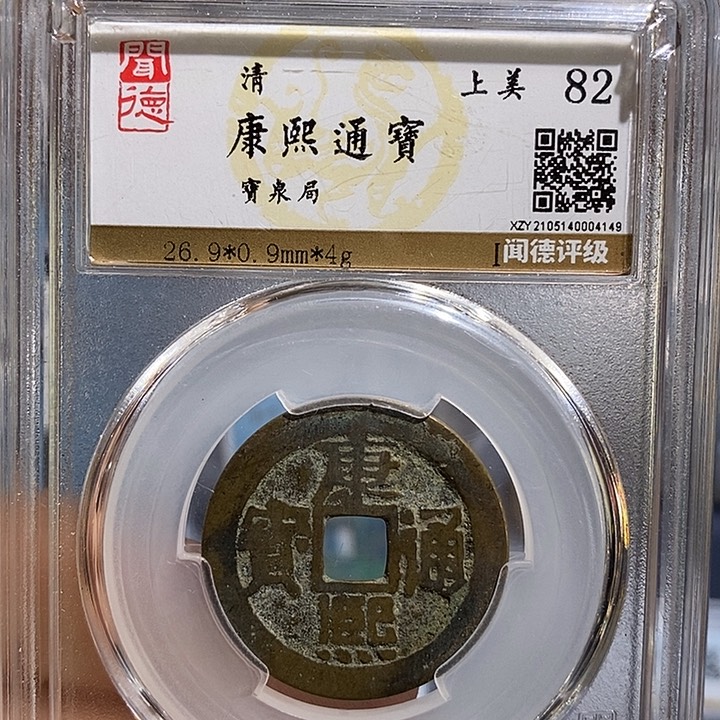 聞德
清
上美 82
康熙通寶
寶泉局
XZY2105140004149
26.9*0.9mm*4g
I闻德评级
康熙通寶